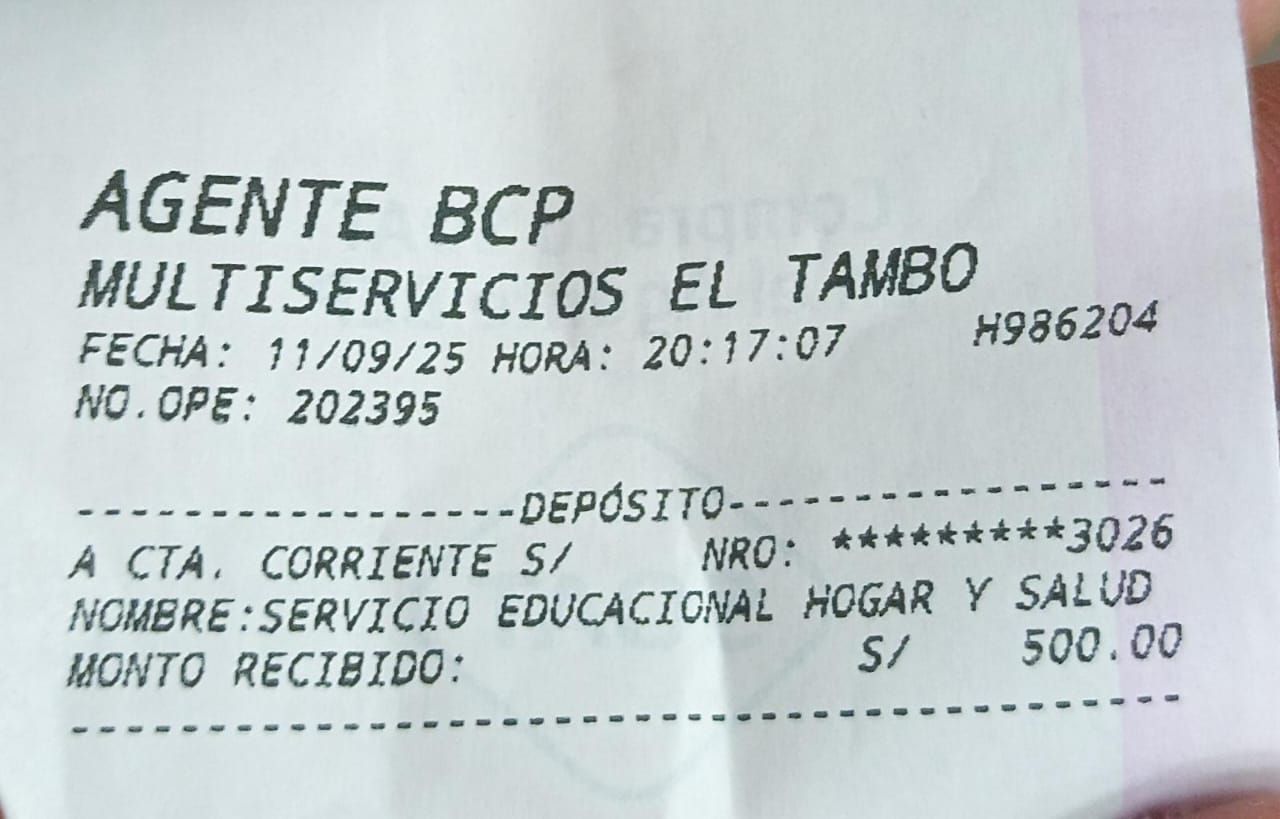 AGENTE BCP
MULTISERVICIOS EL TAMBO
FECHA: 11/09/25 HORA: 20:17:07 H986204
NO.OPE: 202395
-----------------DEPÓSITO-----------------
A CTA. CORRIENTE S/ NRO: *********3026
NOMBRE:SERVICIO EDUCACIONAL HOGAR Y SALUD
MONTO RECIBIDO: S/ 500.00
------------------------------------------